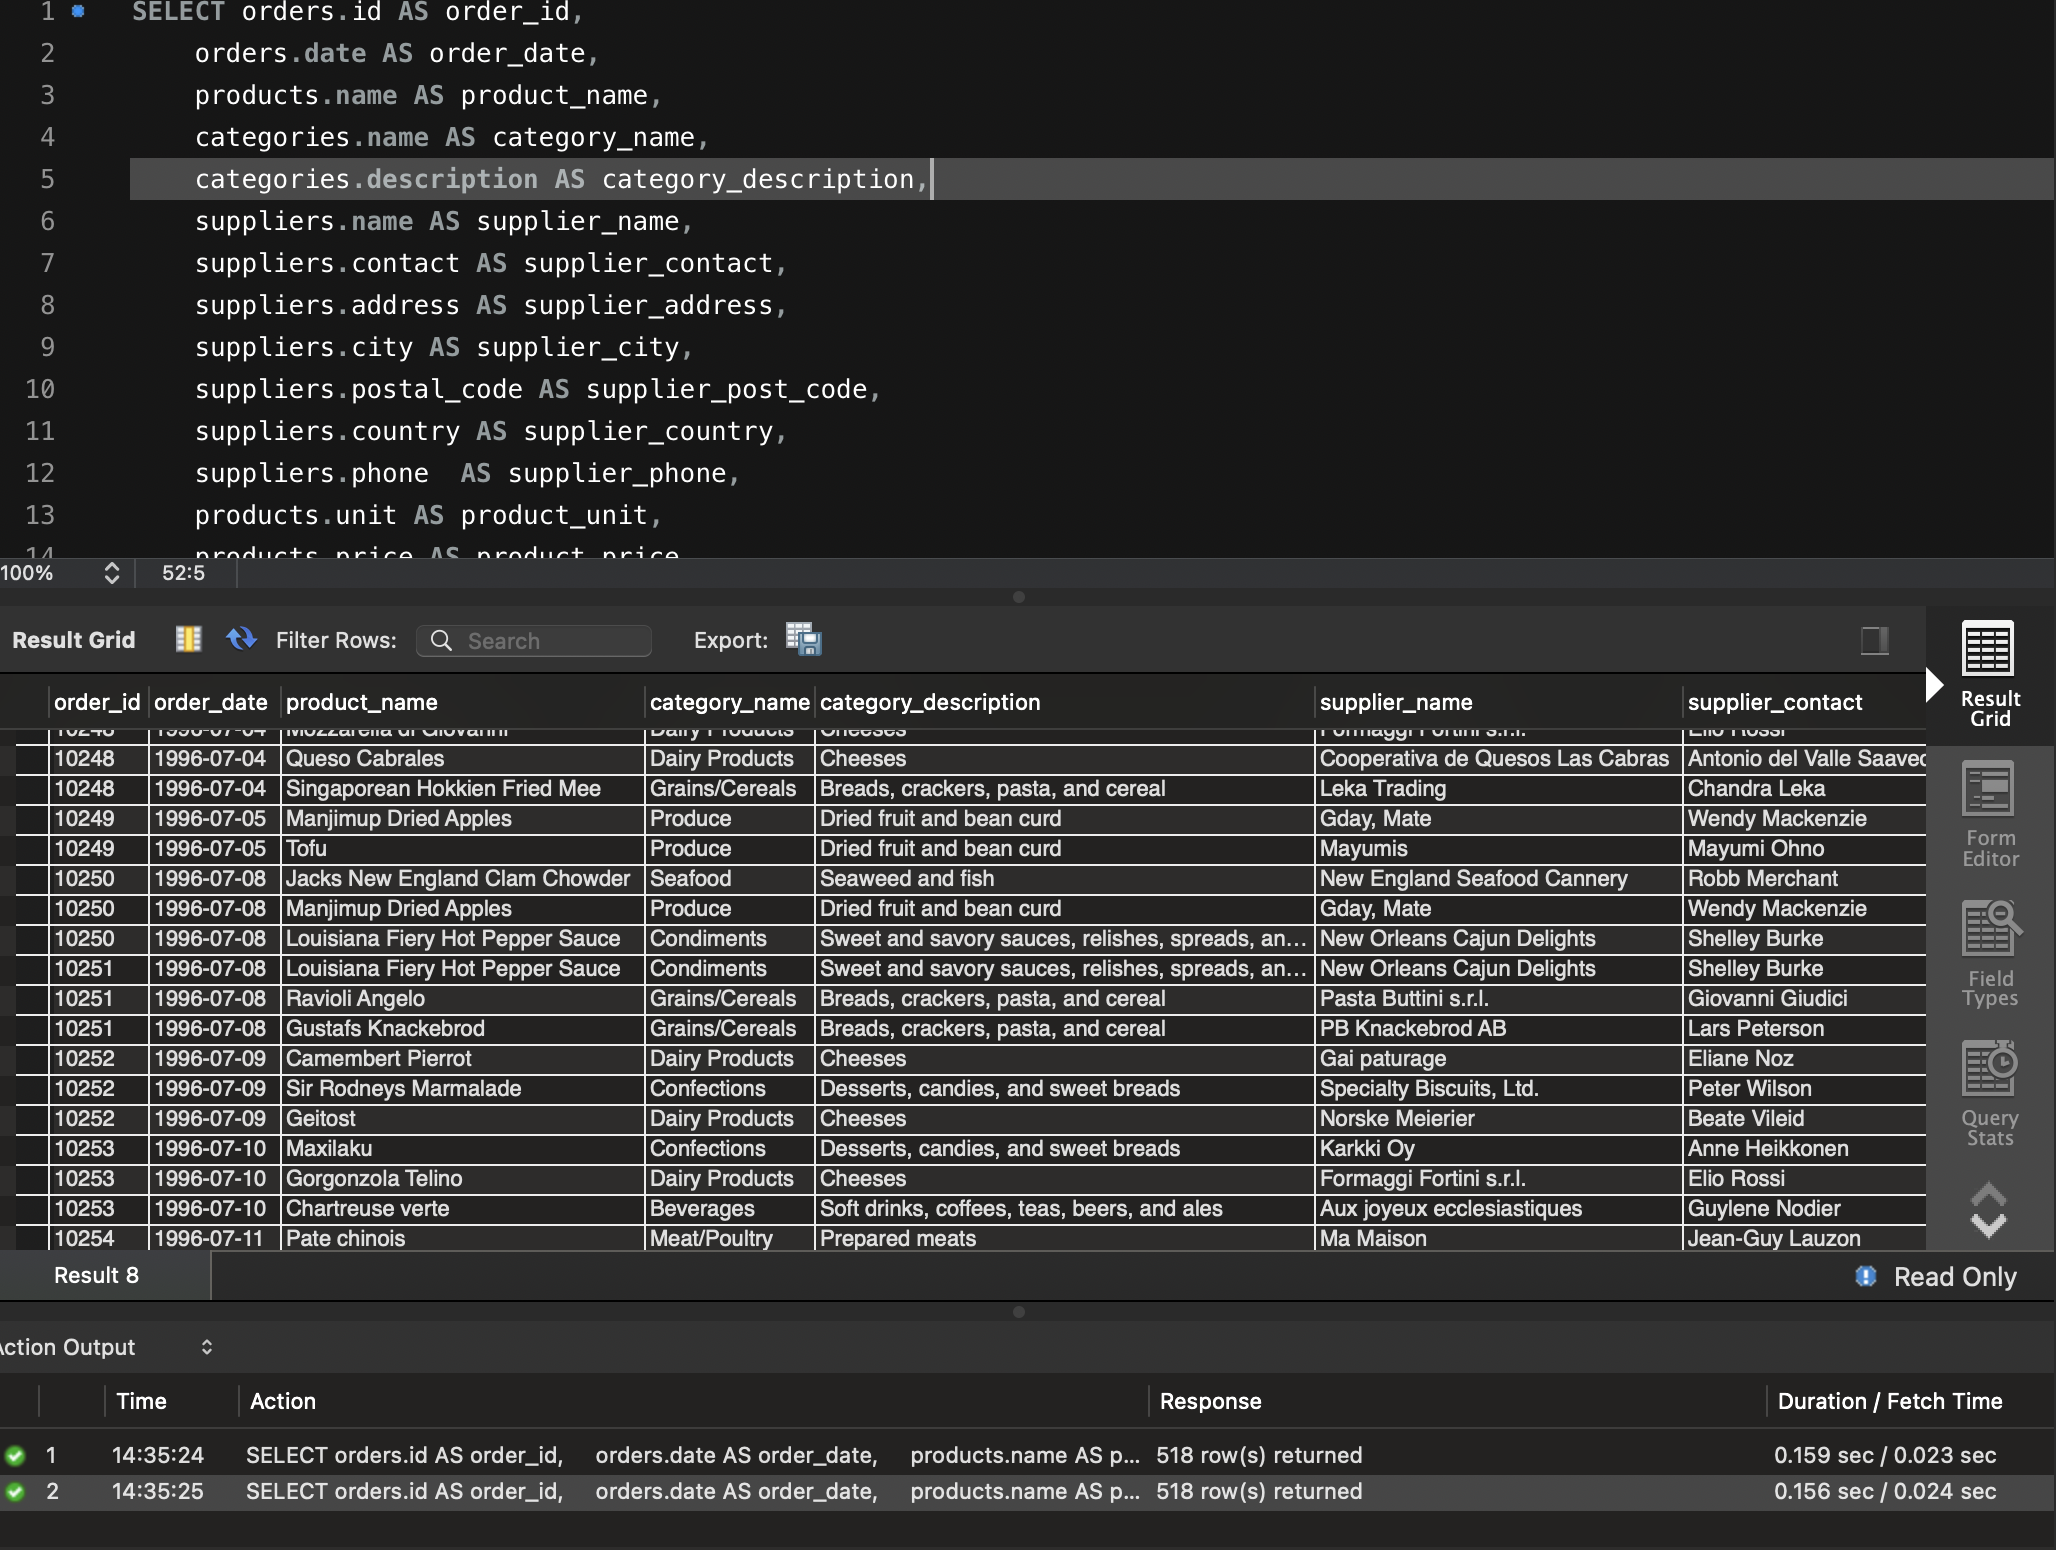 1 SELECT orders.id AS order_id,
2 orders.date AS order_date,
3 products.name AS product_name,
4 categories.name AS category_name,
5 categories.description AS category_description,
6 suppliers.name AS supplier_name,
7 suppliers.contact AS supplier_contact,
8 suppliers.address AS supplier_address,
9 suppliers.city AS supplier_city,
10 suppliers.postal_code AS supplier_post_code,
11 suppliers.country AS supplier_country,
12 suppliers.phone  AS supplier_phone,
13 products.unit AS product_unit,
14 products.price AS product_price
100% 52:5
Result Grid Filter Rows: Search Export:
order_id order_date product_name category_name category_description supplier_name supplier_contact
10248 1996-07-04 Mozzarella di Giovanni Dairy Products Cheeses Formaggi Fortini s.r.l. Elio Rossi
10248 1996-07-04 Queso Cabrales Dairy Products Cheeses Cooperativa de Quesos Las Cabras Antonio del Valle Saaved
10248 1996-07-04 Singaporean Hokkien Fried Mee Grains/Cereals Breads, crackers, pasta, and cereal Leka Trading Chandra Leka
10249 1996-07-05 Manjimup Dried Apples Produce Dried fruit and bean curd Gday, Mate Wendy Mackenzie
10249 1996-07-05 Tofu Produce Dried fruit and bean curd Mayumis Mayumi Ohno
10250 1996-07-08 Jacks New England Clam Chowder Seafood Seaweed and fish New England Seafood Cannery Robb Merchant
10250 1996-07-08 Manjimup Dried Apples Produce Dried fruit and bean curd Gday, Mate Wendy Mackenzie
10250 1996-07-08 Louisiana Fiery Hot Pepper Sauce Condiments Sweet and savory sauces, relishes, spreads, an... New Orleans Cajun Delights Shelley Burke
10251 1996-07-08 Louisiana Fiery Hot Pepper Sauce Condiments Sweet and savory sauces, relishes, spreads, an... New Orleans Cajun Delights Shelley Burke
10251 1996-07-08 Ravioli Angelo Grains/Cereals Breads, crackers, pasta, and cereal Pasta Buttini s.r.l. Giovanni Giudici
10251 1996-07-08 Gustafs Knackebrod Grains/Cereals Breads, crackers, pasta, and cereal PB Knackebrod AB Lars Peterson
10252 1996-07-09 Camembert Pierrot Dairy Products Cheeses Gai paturage Eliane Noz
10252 1996-07-09 Sir Rodneys Marmalade Confections Desserts, candies, and sweet breads Specialty Biscuits, Ltd. Peter Wilson
10252 1996-07-09 Geitost Dairy Products Cheeses Norske Meierier Beate Vileid
10253 1996-07-10 Maxilaku Confections Desserts, candies, and sweet breads Karkki Oy Anne Heikkonen
10253 1996-07-10 Gorgonzola Telino Dairy Products Cheeses Formaggi Fortini s.r.l. Elio Rossi
10253 1996-07-10 Chartreuse verte Beverages Soft drinks, coffees, teas, beers, and ales Aux joyeux ecclesiastiques Guylene Nodier
10254 1996-07-11 Pate chinois Meat/Poultry Prepared meats Ma Maison Jean-Guy Lauzon
Result
Grid
Form
Editor
Field
Types
Query
Stats
Result 8 Read Only
Action Output
Time Action Response Duration / Fetch Time
1 14:35:24 SELECT orders.id AS order_id, orders.date AS order_date, products.name AS p... 518 row(s) returned 0.159 sec / 0.023 sec
2 14:35:25 SELECT orders.id AS order_id, orders.date AS order_date, products.name AS p... 518 row(s) returned 0.156 sec / 0.024 sec